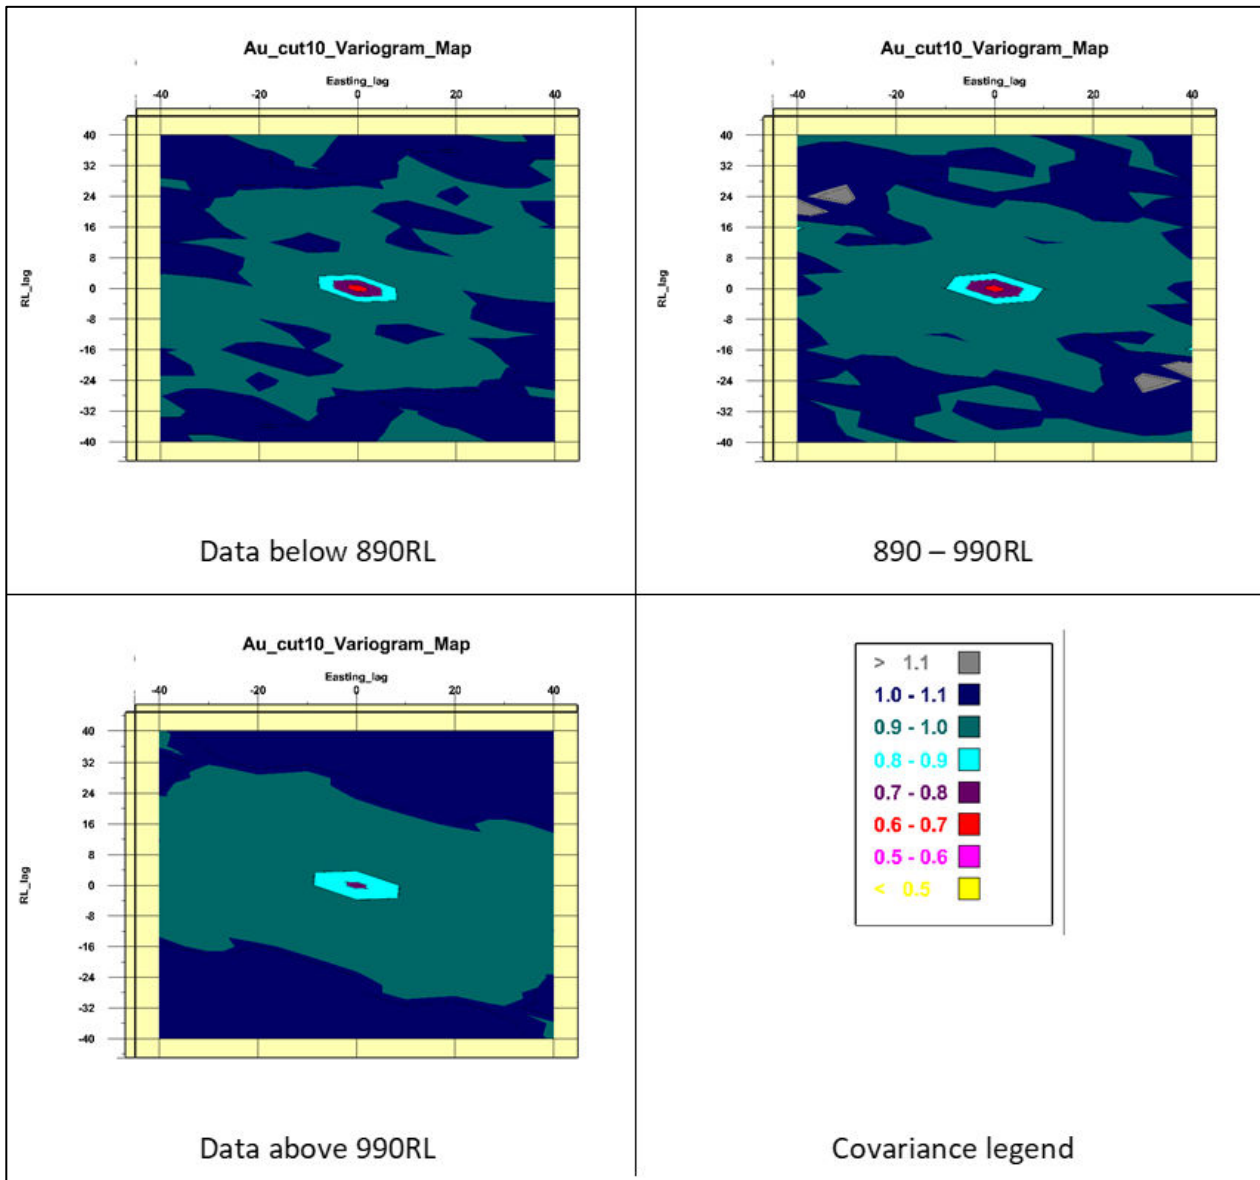 Au_cut10_Variogram_Map
Easting_lag
-40 -20 0 20 40
40
32
24
16
8
0
-8
-16
-24
-32
-40
RL_lag
Data below 890RL
Au_cut10_Variogram_Map
Easting_lag
-40 -20 0 20 40
40
32
24
16
8
0
-8
-16
-24
-32
-40
RL_lag
890 – 990RL
Au_cut10_Variogram_Map
Easting_lag
-40 -20 0 20 40
40
32
24
16
8
0
-8
-16
-24
-32
-40
RL_lag
Data above 990RL
> 1.1
1.0 - 1.1
0.9 - 1.0
0.8 - 0.9
0.7 - 0.8
0.6 - 0.7
0.5 - 0.6
< 0.5
Covariance legend